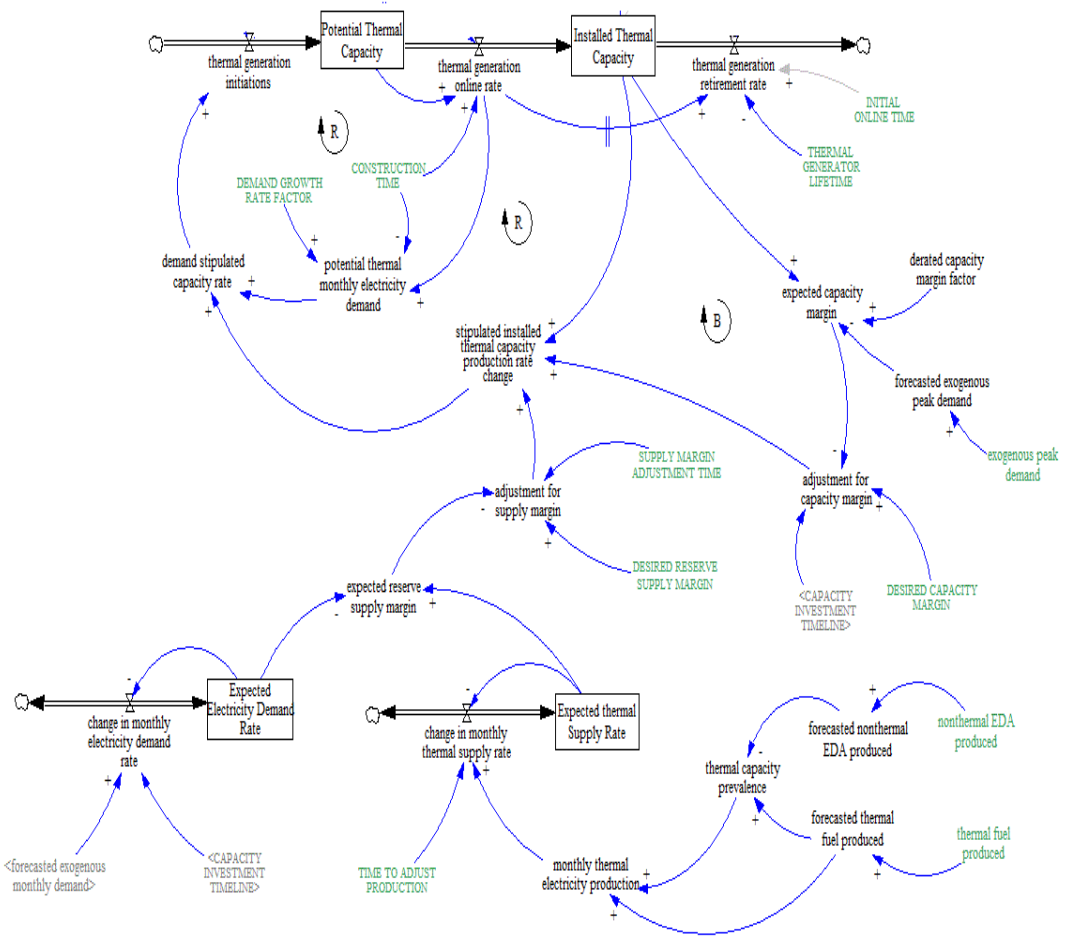 Potential Thermal
Capacity
Installed Thermal
Capacity
thermal generation
initiations
thermal generation
online rate
thermal generation
retirement rate
INITIAL
ONLINE TIME
R
CONSTRUCTION
TIME
THERMAL
GENERATOR
LIFETIME
DEMAND GROWTH
RATE FACTOR
R
demand stipulated
capacity rate
potential thermal
monthly electricity
demand
derated capacity
margin factor
expected capacity
margin
B
stipulated installed
thermal capacity
production rate
change
forecasted exogenous
peak demand
exogenous peak
demand
SUPPLY MARGIN
ADJUSTMENT TIME
adjustment for
supply margin
adjustment for
capacity margin
DESIRED RESERVE
SUPPLY MARGIN
<CAPACITY
INVESTMENT
TIMELINE>
DESIRED CAPACITY
MARGIN
expected reserve
supply margin
Expected
Electricity Demand
Rate
change in monthly
electricity demand
rate
Expected thermal
Supply Rate
change in monthly
thermal supply rate
forecasted nonthermal
EDA produced
nonthermal EDA
produced
thermal capacity
prevalence
forecasted thermal
fuel produced
thermal fuel
produced
<forecasted exogenous
monthly demand>
<CAPACITY
INVESTMENT
TIMELINE>
TIME TO ADJUST
PRODUCTION
monthly thermal
electricity production